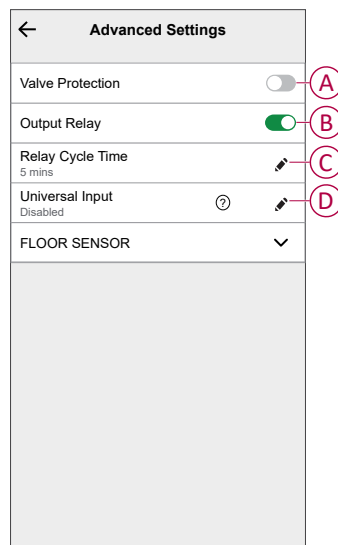 Advanced Settings
Valve Protection
A
Output Relay
B
Relay Cycle Time
5 mins
C
Universal Input
Disabled
?
D
FLOOR SENSOR